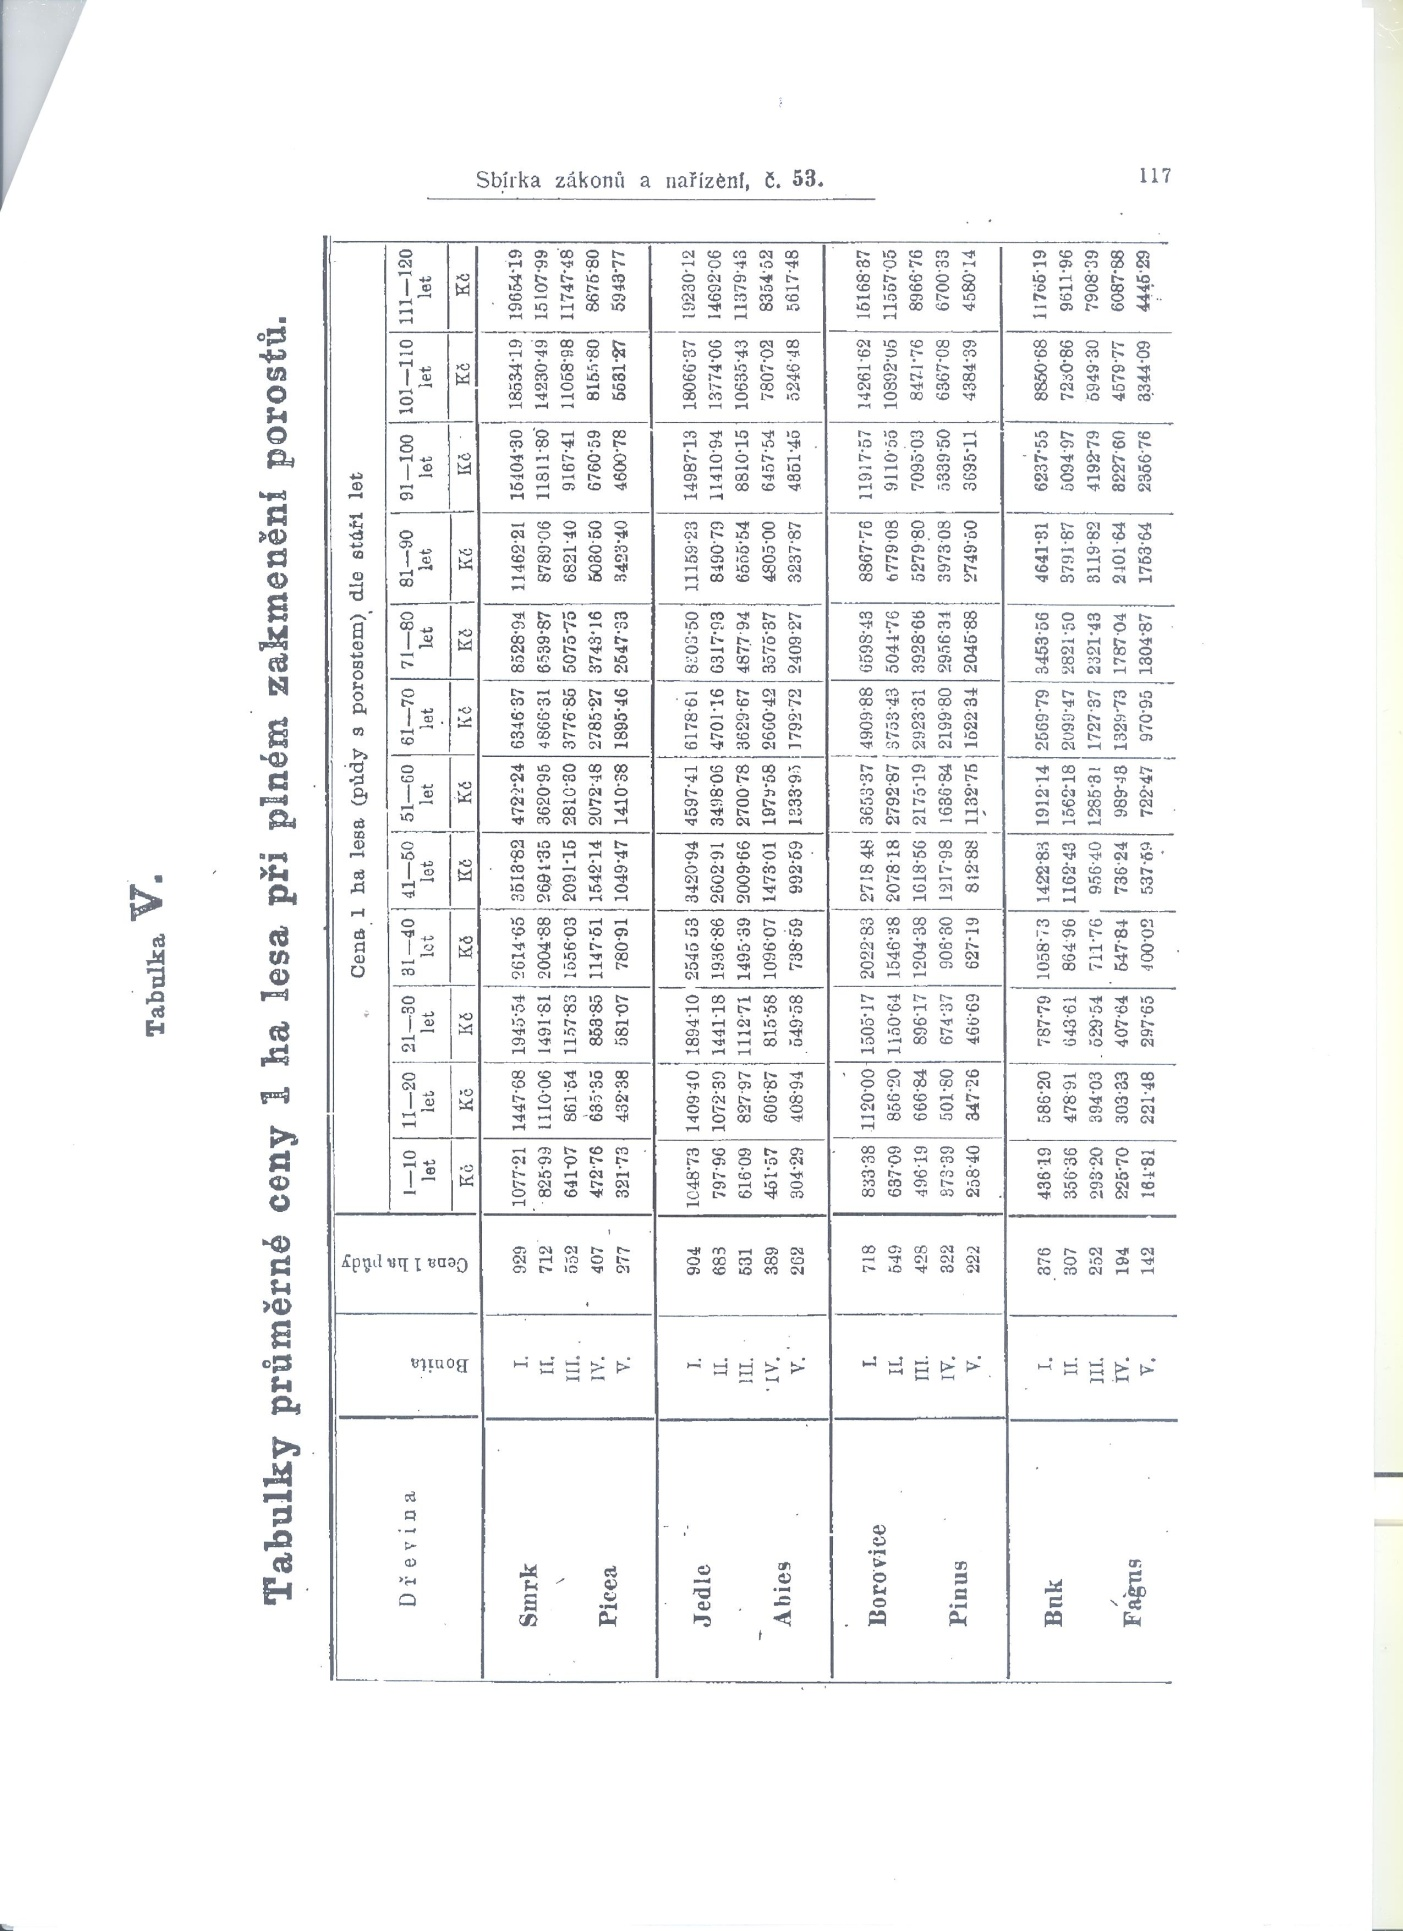 Sbírka zákonů a nařízení, č. 53.
117
Tabulka V.
Tabulky průměrné ceny 1 ha lesa při plném zakmenění porostů.
Dřevina Bonita Cena 1 ha půdy Cena 1 ha lesa (půdy s porostem) dle stáří let
1—10 let 11—20 let 21—30 let 31—40 let 41—50 let 51—60 let 61—70 let 71—80 let 81—90 let 91—100 let 101—110 let 111—120 let
Kč Kč Kč Kč Kč Kč Kč Kč Kč Kč Kč Kč
Smrk
Picea
I. 929 1077·21 1447·68 1945·54 2614·65 3513·82 4722·24 6346·37 8528·94 11462·21 15404·30 18534·19 19654·19
II. 712 825·99 1110·06 1491·81 2004·88 2694·35 3620·95 4866·31 6539·87 8789·06 11811·80 14230·49 15107·99
III. 552 641·07 861·54 1157·83 1556·03 2091·15 2810·30 3776·85 5075·75 6821·40 9167·41 11058·98 11747·48
IV. 407 472·76 635·35 853·85 1147·51 1542·14 2072·48 2785·27 3743·16 5030·50 6760·59 8155·80 8675·80
V. 277 321·73 432·38 581·07 780·91 1049·47 1410·38 1895·46 2547·33 3423·40 4600·78 5531·27 5943·77
Jedle
Abies
I. 904 1048·73 1409·40 1894·10 2545·53 3420·94 4597·41 6178·61 8303·50 11159·23 14987·13 18066·37 19230·12
II. 683 797·96 1072·39 1441·18 1936·86 2602·91 3498·06 4701·16 6317·93 8490·79 11410·94 13774·06 14692·06
III. 531 616·09 827·97 1112·71 1495·39 2009·66 2700·78 3629·67 4877·94 6555·54 8810·15 10635·43 11379·43
IV. 389 451·57 606·87 815·58 1096·07 1473·01 1979·58 2660·42 3575·37 4805·00 6457·54 7807·02 8354·52
V. 262 304·29 408·94 549·58 738·59 992·59 1333·95 1792·72 2409·27 3237·87 4351·45 5246·48 5617·48
Borovice
Pinus
I. 718 833·38 1120·00 1505·17 2022·83 2718·48 3653·37 4909·88 6598·43 8867·76 11917·57 14261·62 15168·87
II. 549 637·09 856·20 1150·64 1546·38 2078·18 2792·87 3753·43 5044·76 6779·08 9110·55 10892·05 11557·05
III. 428 496·19 666·84 896·17 1204·38 1618·56 2175·19 2923·31 3928·66 5279·80 7095·03 8471·76 8966·76
IV. 322 373·39 501·80 674·37 906·30 1217·98 1636·84 2199·80 2956·34 3973·08 5339·50 6367·08 6700·33
V. 222 258·40 347·26 466·69 627·19 812·88 1132·75 1522·34 2045·88 2749·50 3695·11 4384·39 4580·14
Buk
Fagus
I. 376 436·19 586·20 787·79 1058·73 1422·83 1912·14 2569·79 3453·56 4641·31 6237·55 8850·68 11765·19
II. 307 356·36 478·91 643·61 864·96 1162·43 1562·18 2099·47 2821·50 3791·87 5094·97 7230·86 9611·96
III. 252 293·20 394·03 529·54 711·76 956·40 1285·31 1727·37 2321·43 3119·82 4192·79 5949·30 7908·39
IV. 194 225·70 303·33 407·64 547·84 736·24 989·48 1329·73 1787·04 2401·64 3227·60 4579·77 6087·88
V. 142 164·81 221·48 297·65 400·02 537·59 722·47 970·95 1304·87 1753·64 2356·76 3344·09 4445·29